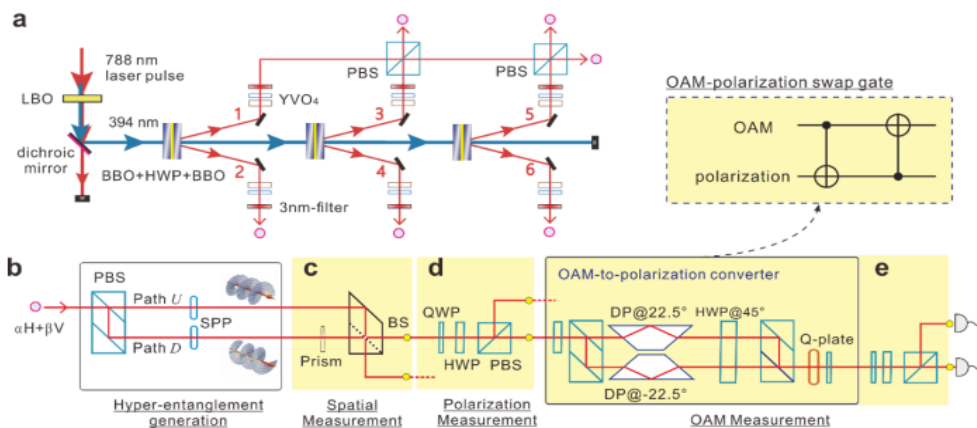 a
788 nm
laser pulse
LBO
394 nm
dichroic
mirror
BBO+HWP+BBO
1
2
YVO₄
3nm-filter
3
4
PBS
5
6
PBS
OAM-polarization swap gate
OAM
polarization
b
PBS
αH+βV
Path U
Path D
SPP
Hyper-entanglement
generation
c
Prism
BS
Spatial
Measurement
d
QWP
HWP
PBS
Polarization
Measurement
OAM-to-polarization converter
DP@22.5°
DP@-22.5°
HWP@45°
Q-plate
OAM Measurement
e